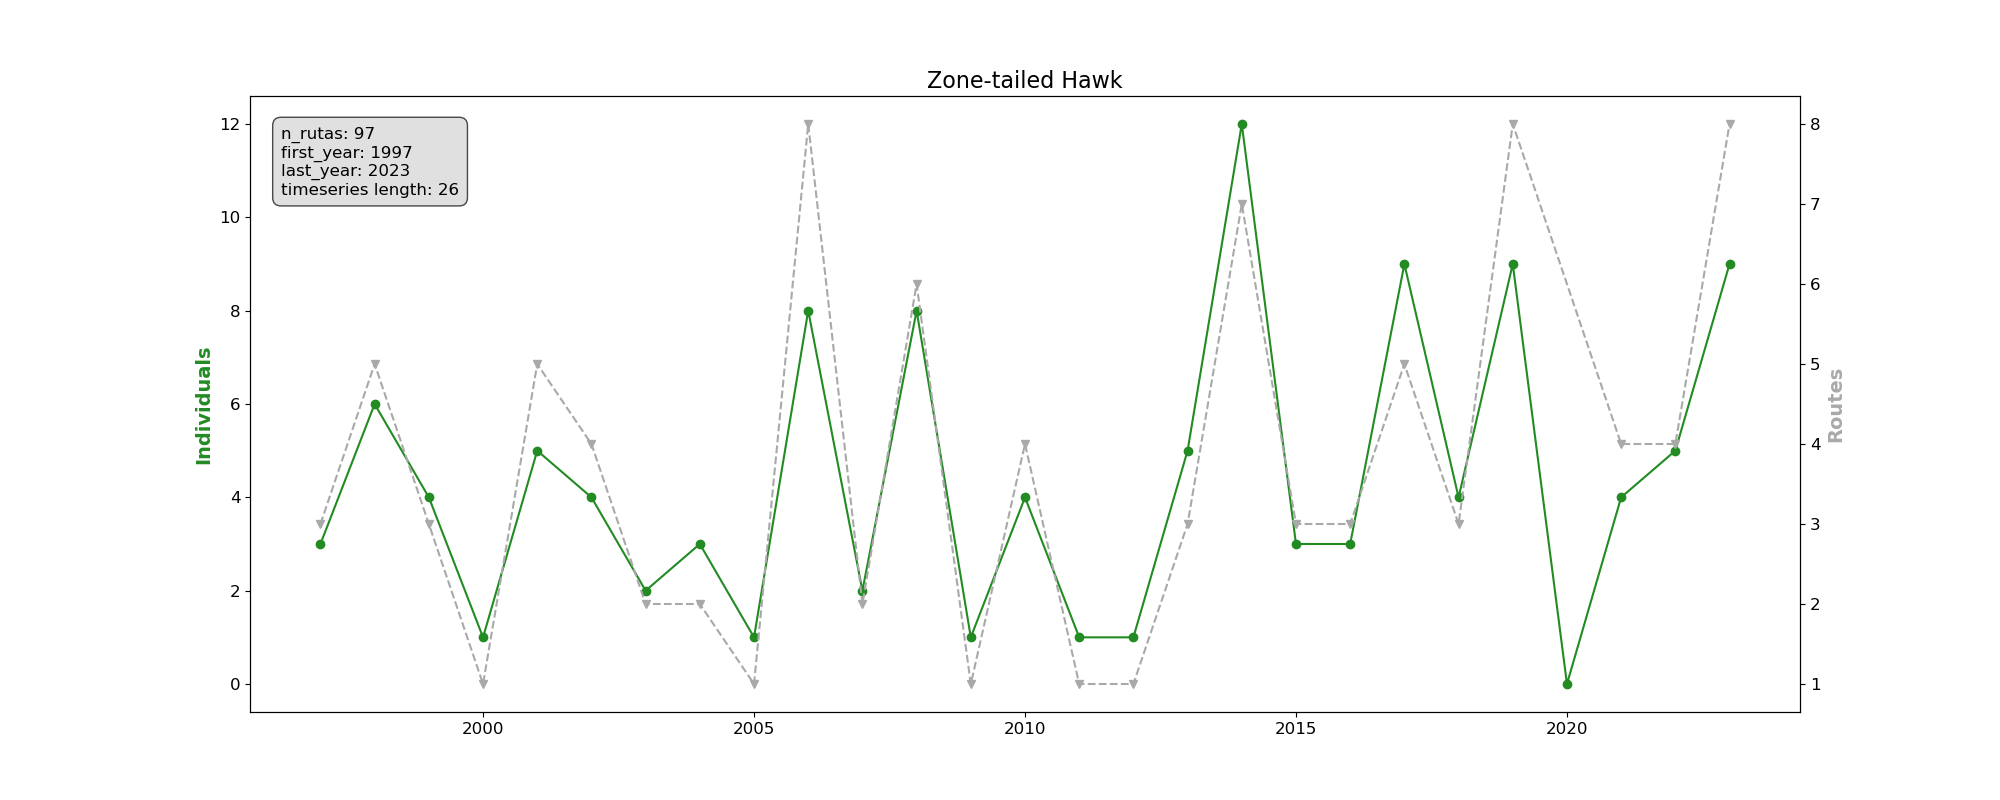 Zone-tailed Hawk
n_rutas: 97
first_year: 1997
last_year: 2023
timeseries length: 26
12
10
8
6
4
2
0
Individuals
8
7
6
5
4
3
2
1
Routes
2000
2005
2010
2015
2020